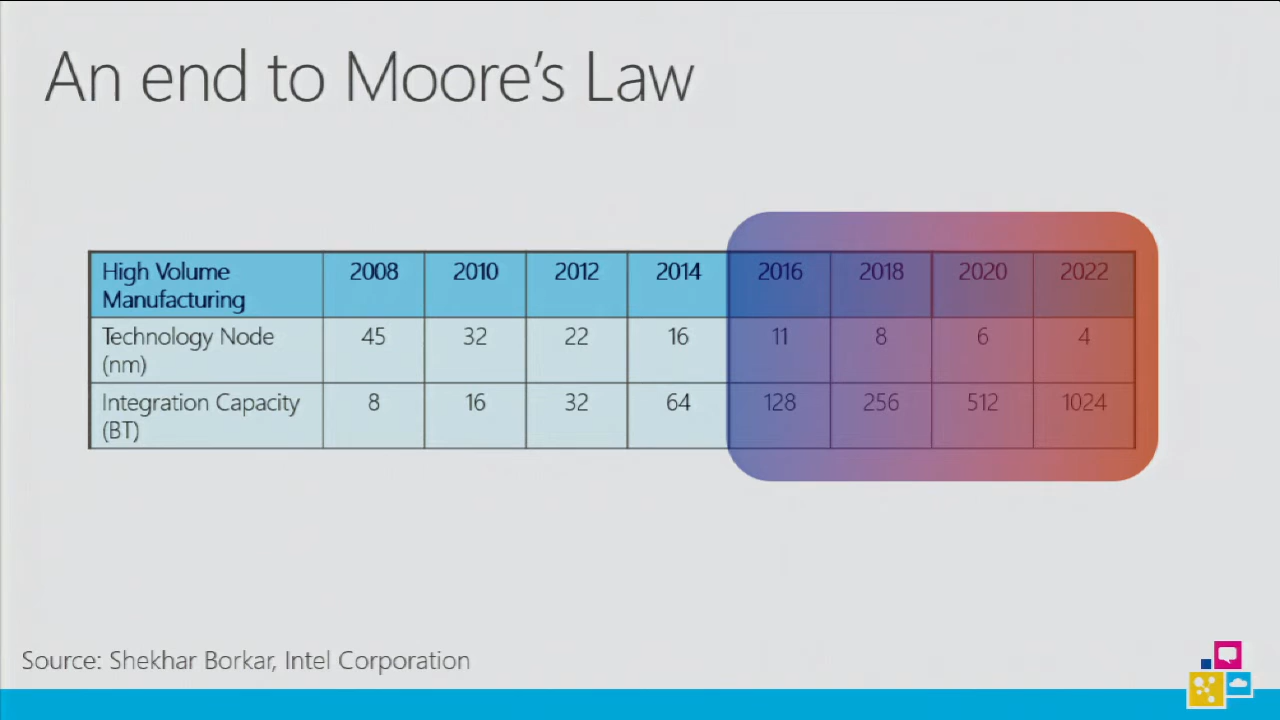 An end to Moore's Law
High Volume Manufacturing 2008 2010 2012 2014 2016 2018 2020 2022
Technology Node (nm) 45 32 22 16 11 8 6 4
Integration Capacity (BT) 8 16 32 64 128 256 512 1024
Source: Shekhar Borkar, Intel Corporation